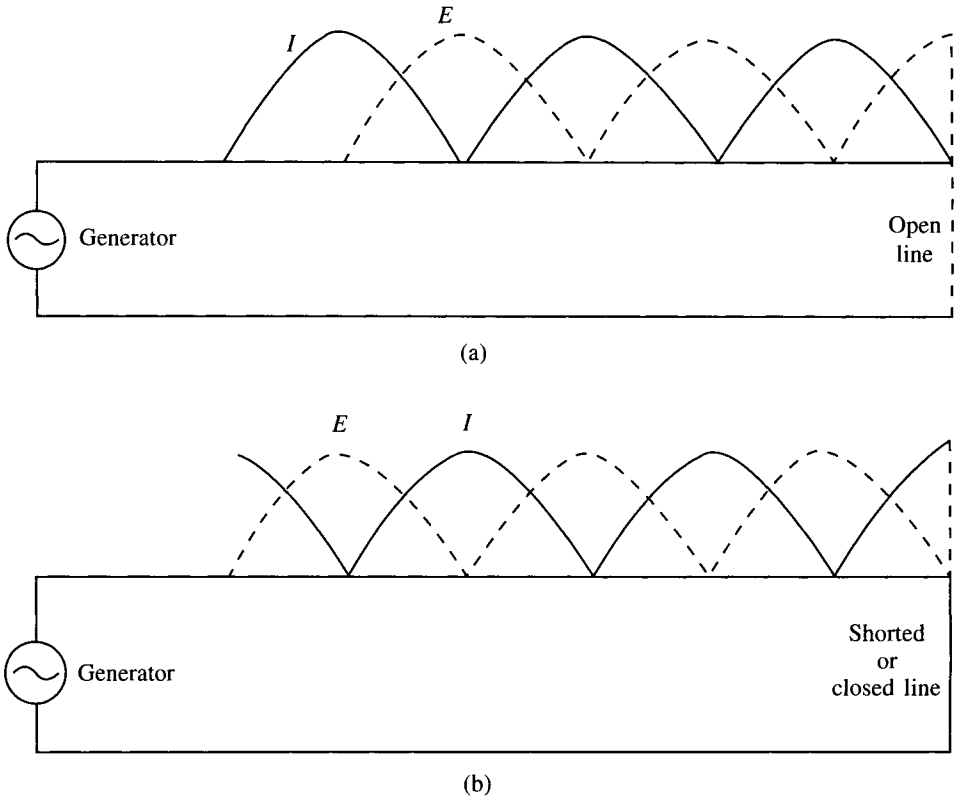 E
I
Generator
Open
line
(a)
E
I
Shorted
or
Generator
closed line
(b)